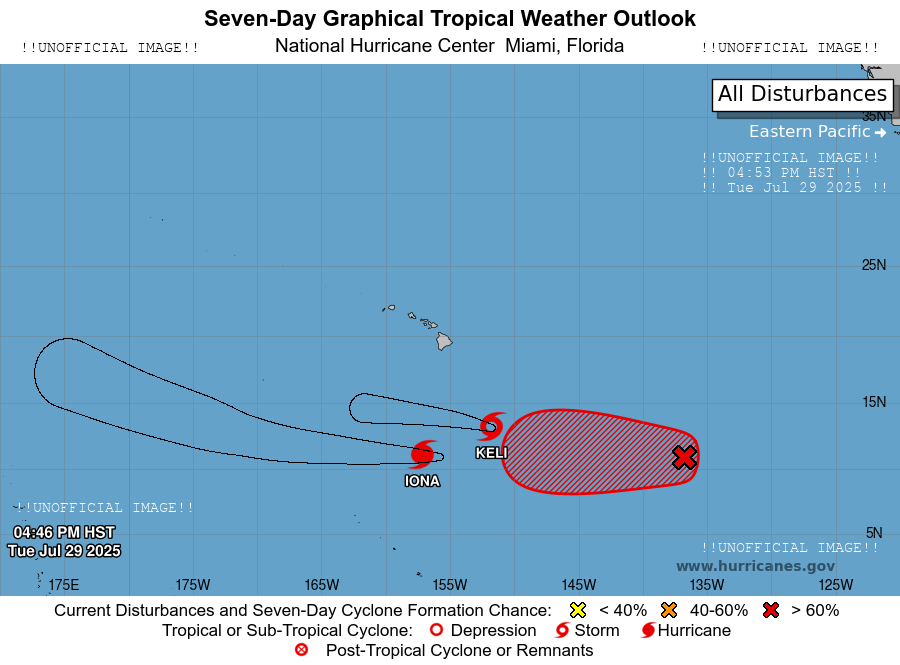 Seven-Day Graphical Tropical Weather Outlook
!!UNOFFICIAL IMAGE!! National Hurricane Center Miami, Florida !!UNOFFICIAL IMAGE!!
All Disturbances
35N
Eastern Pacific
!!UNOFFICIAL IMAGE!!
!! 04:53 PM HST !!
!! Tue Jul 29 2025 !!
25N
15N
KELI
IONA
!!UNOFFICIAL IMAGE!!
04:46 PM HST
Tue Jul 29 2025
5N
!!UNOFFICIAL IMAGE!!
www.hurricanes.gov
175E 175W 165W 155W 145W 135W 125W
Current Disturbances and Seven-Day Cyclone Formation Chance: < 40% 40-60% > 60%
Tropical or Sub-Tropical Cyclone: Depression Storm Hurricane
Post-Tropical Cyclone or Remnants